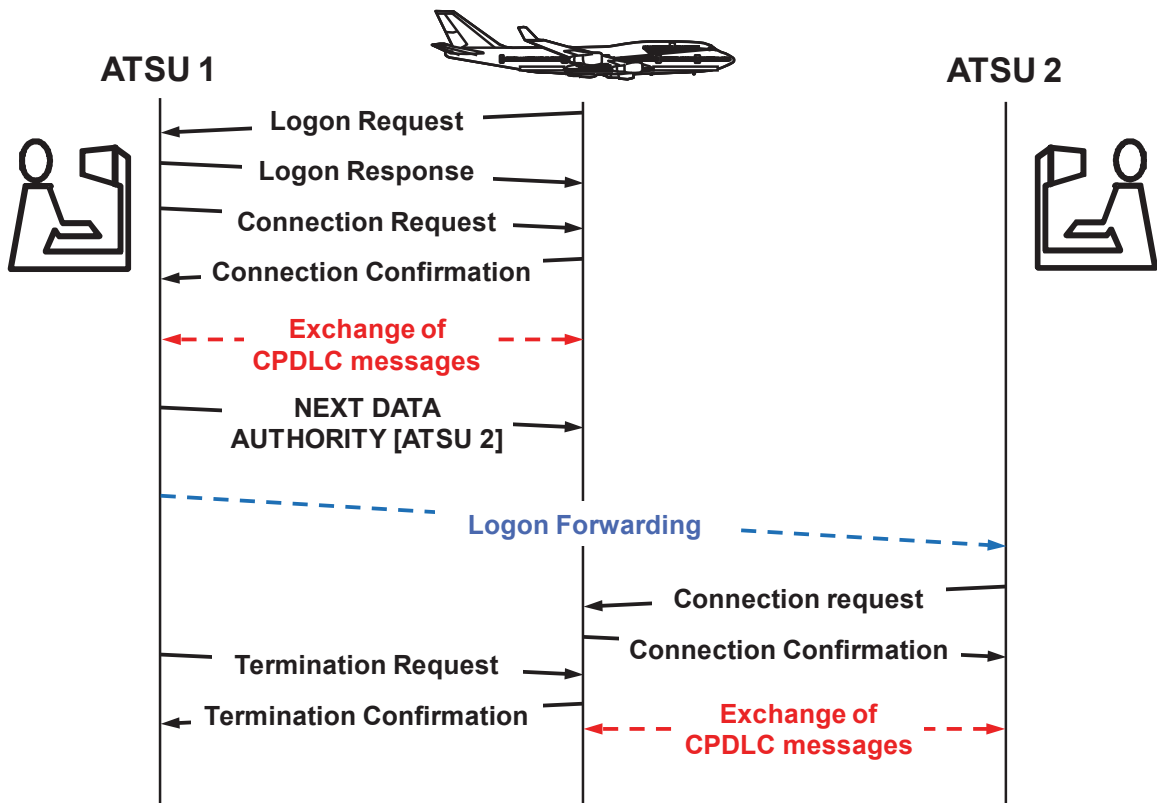 ATSU 1
ATSU 2
Logon Request
Logon Response
Connection Request
Connection Confirmation
Exchange of
CPDLC messages
NEXT DATA
AUTHORITY [ATSU 2]
Logon Forwarding
Connection request
Connection Confirmation
Termination Request
Termination Confirmation
Exchange of
CPDLC messages